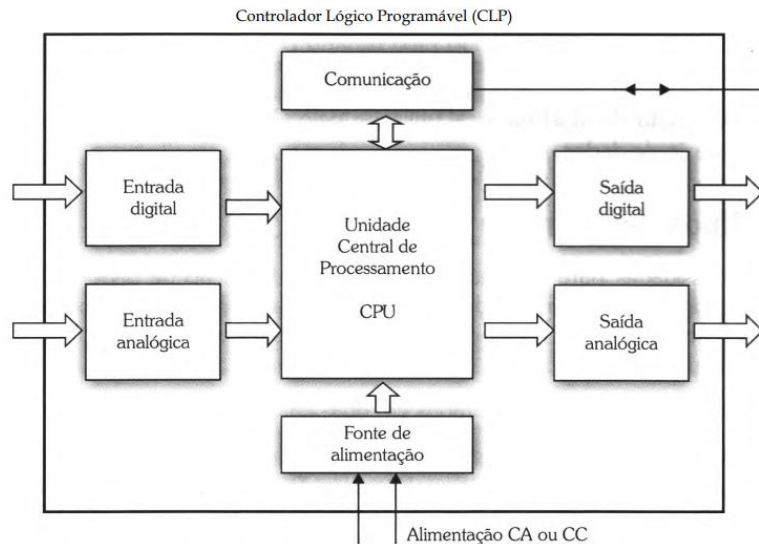 Controlador Lógico Programável (CLP)
Comunicação
Entrada
digital
Unidade
Central de
Processamento
CPU
Saída
digital
Entrada
analógica
Saída
analógica
Fonte de
alimentação
Alimentação CA ou CC